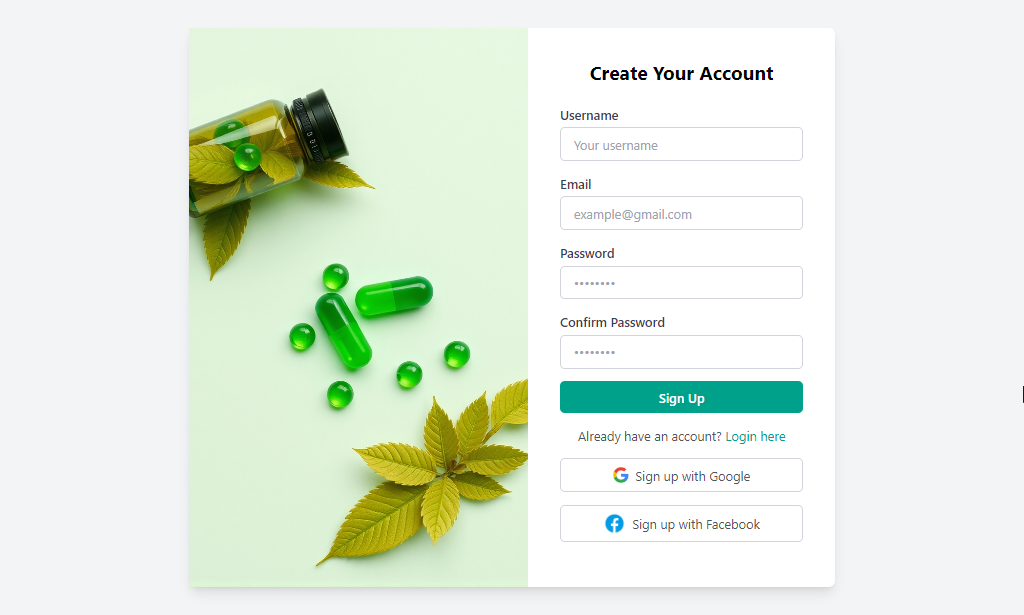 Create Your Account
Username
Your username
Email
example@gmail.com
Password
••••••••
Confirm Password
••••••••
Sign Up
Already have an account? Login here
Sign up with Google
Sign up with Facebook